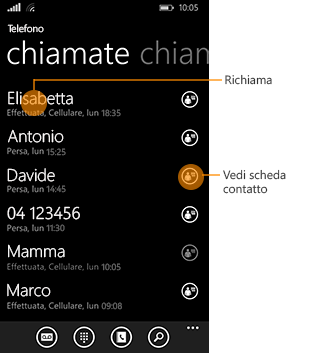 10:05
Telefono
chiamate chiam
Elisabetta
Effettuata, Cellulare, lun 18:35
Richiama
Antonio
Persa, lun 15:25
Davide
Persa, lun 14:45
Vedi scheda
contatto
04 123456
Persa, lun 11:30
Mamma
Effettuata, Cellulare, lun 10:05
Marco
Effettuata, Cellulare, lun 09:08